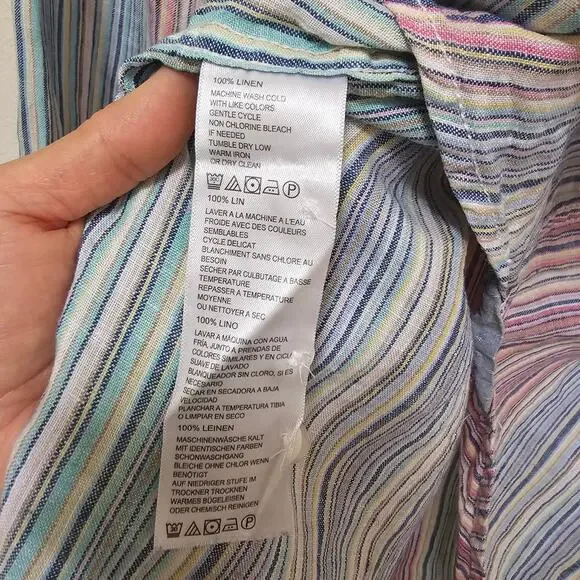 100% LINEN
MACHINE WASH COLD
WITH LIKE COLORS
GENTLE CYCLE
NON CHLORINE BLEACH
IF NEEDED
TUMBLE DRY LOW
WARM IRON
OR DRY CLEAN
100% LIN
LAVER A LA MACHINE A L'EAU
FROIDE AVEC DES COULEURS
SEMBLABLES
CYCLE DELICAT
BLANCHIMENT SANS CHLORE AU
BESOIN
SECHER PAR CULBUTAGE A BASSE
TEMPERATURE
REPASSER A TEMPERATURE
MOYENNE
OU NETTOYER A SEC
100% LINO
LAVAR A MAQUINA CON AGUA
FRÍA, JUNTO A PRENDAS DE
COLORES SIMILARES Y EN CICL
SUAVE DE LAVADO
BLANQUEADOR SIN CLORO, SI ES
NECESARIO
SECAR EN SECADORA A BAJA
VELOCIDAD
PLANCHAR A TEMPERATURA TIBIA
O LIMPIAR EN SECO
100% LEINEN
MASCHINENWÄSCHE KALT
MIT IDENTISCHEN FARBEN
SCHONWASCHGANG
BLEICHE OHNE CHLOR WENN
BENÖTIGT
AUF NIEDRIGER STUFE IM
TROCKNER TROCKNEN
WARMES BÜGELEISEN
ODER CHEMISCH REINIGEN